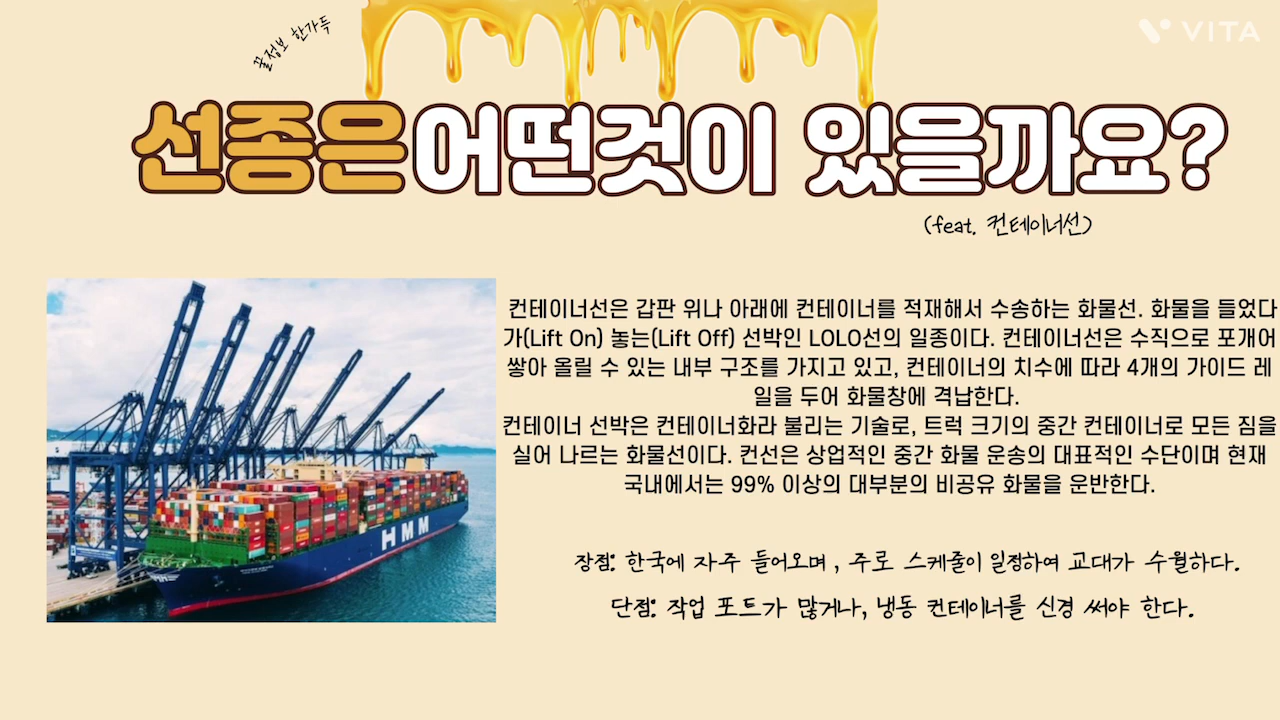 꿀정보 한가득
VITA
선종은어떤것이 있을까요?
(feat. 컨테이너선)
컨테이너선은 갑판 위나 아래에 컨테이너를 적재해서 수송하는 화물선. 화물을 들었다
가(Lift On) 놓는(Lift Off) 선박인 LOLO선의 일종이다. 컨테이너선은 수직으로 포개어
쌓아 올릴 수 있는 내부 구조를 가지고 있고, 컨테이너의 치수에 따라 4개의 가이드 레
일을 두어 화물창에 격납한다.
컨테이너 선박은 컨테이너화라 불리는 기술로, 트럭 크기의 중간 컨테이너로 모든 짐을
실어 나르는 화물선이다. 컨선은 상업적인 중간 화물 운송의 대표적인 수단이며 현재
국내에서는 99% 이상의 대부분의 비공유 화물을 운반한다.
HMM
장점: 한국에 자주 들어오며, 주로 스케줄이 일정하여 교대가 수월하다.
단점: 작업 포트가 많거나, 냉동 컨테이너를 신경 써야 한다.